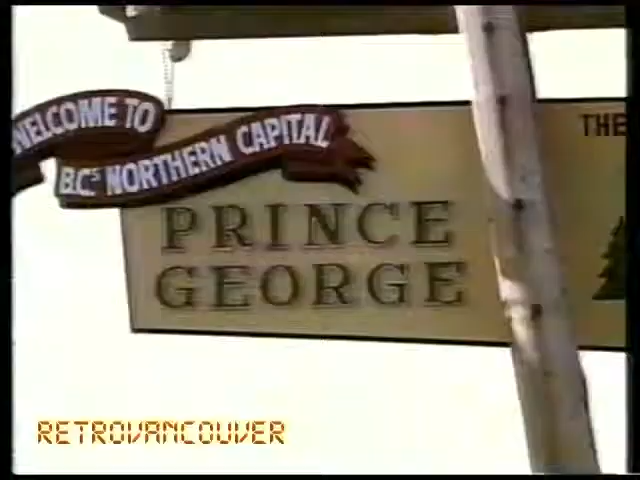 WELCOME TO
B.C.'S NORTHERN CAPITAL
THE
PRINCE
GEORGE
RETROVANCOUVER